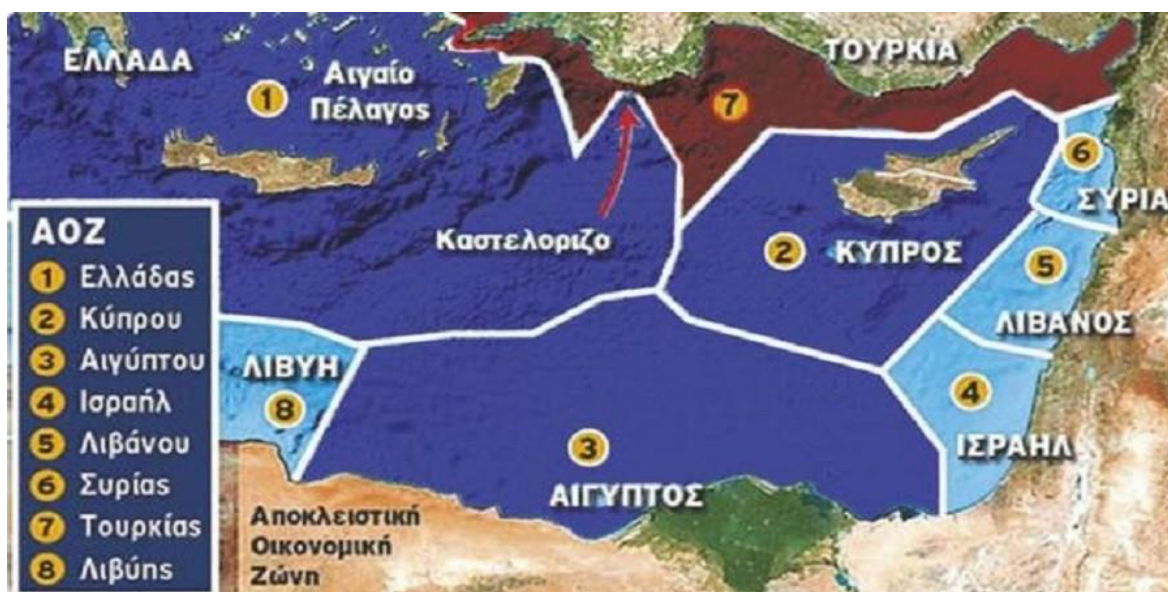 ΕΛΛΑΔΑ
1
Αιγαίο
Πέλαγος
ΤΟΥΡΚΙΑ
7
6
ΣΥΡΙΑ
Καστελοριζο
2 ΚΥΠΡΟΣ
5
ΛΙΒΑΝΟΣ
ΛΙΒΥΗ
8
4
ΙΣΡΑΗΛ
3
ΑΙΓΥΠΤΟΣ
ΑΟΖ
1 Ελλάδας
2 Κύπρου
3 Αιγύπτου
4 Ισραήλ
5 Λιβάνου
6 Συρίας
7 Τουρκίας
8 Λιβύης
Αποκλειστική
Οικονομική
Ζώνη